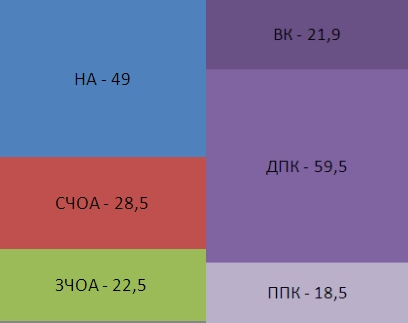 НА - 49
СЧОА - 28,5
ЗЧОА - 22,5
ВК - 21,9
ДПК - 59,5
ППК - 18,5